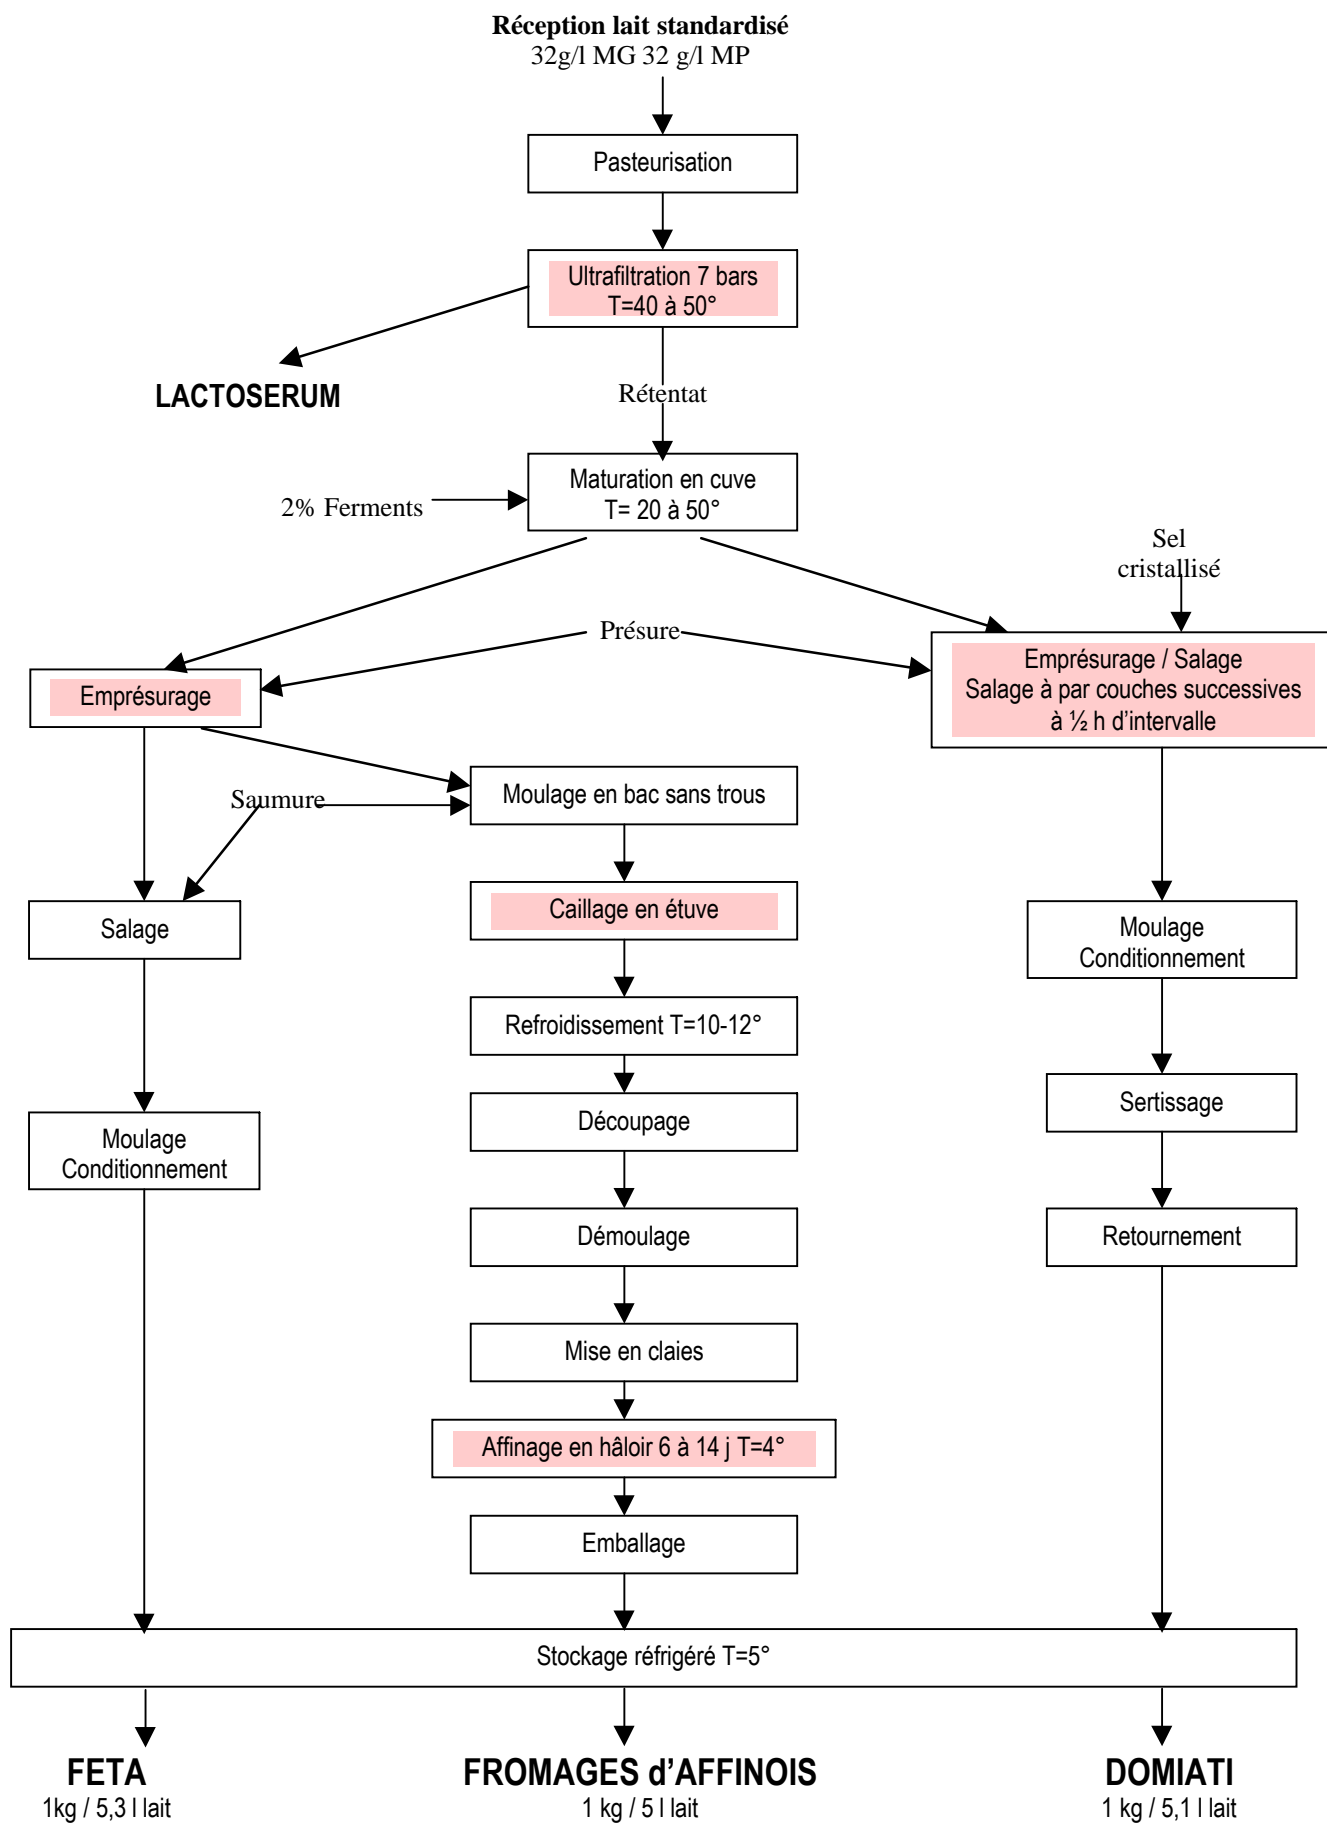 Réception lait standardisé
32g/l MG 32 g/l MP
Pasteurisation
Ultrafiltration 7 bars
T=40 à 50°
LACTOSERUM
Rétentat
Maturation en cuve
T= 20 à 50°
2% Ferments
Sel
cristallisé
Présure
Emprésurage / Salage
Salage à par couches successives
à ½ h d'intervalle
Emprésurage
Saumure
Moulage en bac sans trous
Caillage en étuve
Salage
Moulage
Conditionnement
Refroidissement T=10-12°
Découpage
Sertissage
Moulage
Conditionnement
Démoulage
Retournement
Mise en claies
Affinage en hâloir 6 à 14 j T=4°
Emballage
Stockage réfrigéré T=5°
FETA
1kg / 5,3 l lait
FROMAGES d'AFFINOIS
1 kg / 5 l lait
DOMIATI
1 kg / 5,1 l lait